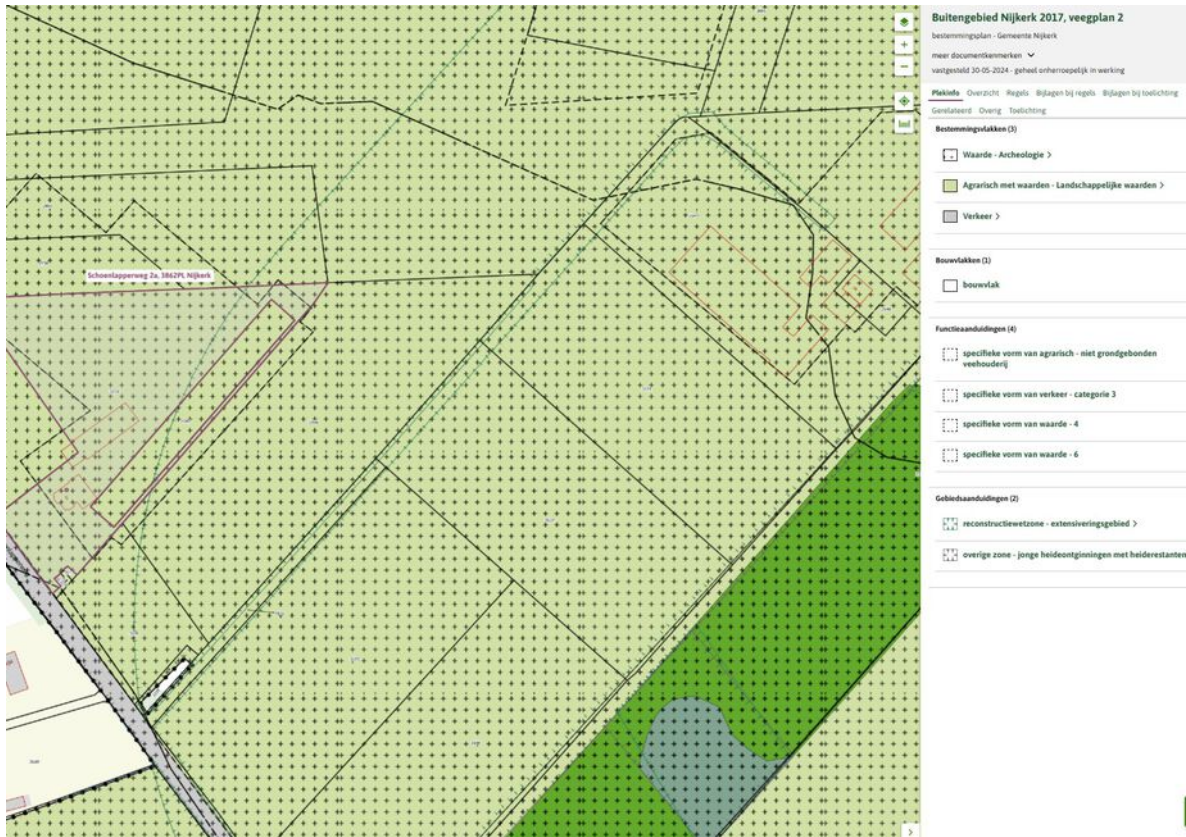 Schoenlapperweg 2a, 3862PL Nijkerk
Buitengebied Nijkerk 2017, veegplan 2
bestemmingsplan - Gemeente Nijkerk
meer documentkenmerken
vastgesteld 30-05-2024 - geheel onherroepelijk in werking
Plekinfo Overzicht Regels Bijlagen bij regels Bijlagen bij toelichting
Gerelateerd Overig Toelichting
Bestemmingsvlakken (3)
Waarde - Archeologie >
Agrarisch met waarden - Landschappelijke waarden >
Verkeer >
Bouwvlakken (1)
bouwvlak
Functieaanduidingen (4)
specifieke vorm van agrarisch - niet grondgebonden
veehouderij
specifieke vorm van verkeer - categorie 3
specifieke vorm van waarde - 4
specifieke vorm van waarde - 6
Gebiedsaanduidingen (2)
reconstructiewetzone - extensiveringsgebied >
overige zone - jonge heideontginningen met heiderestanten